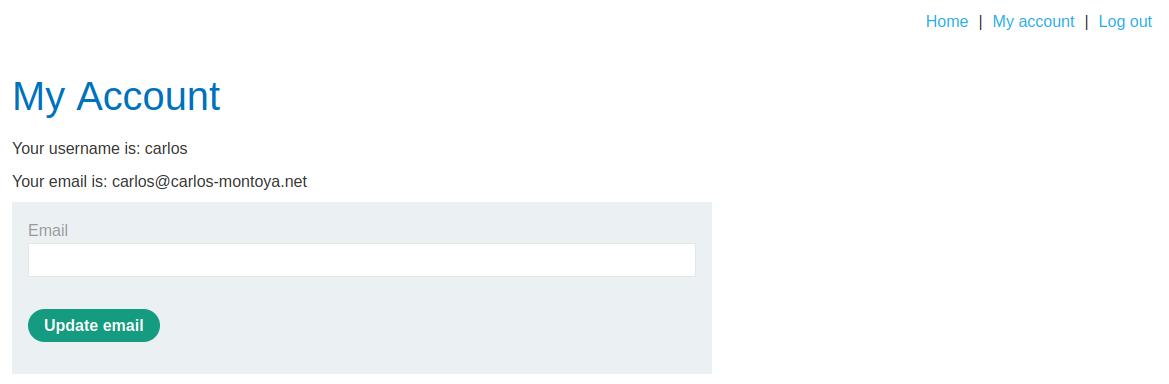 Home | My account | Log out
My Account
Your username is: carlos
Your email is: carlos@carlos-montoya.net
Email
Update email